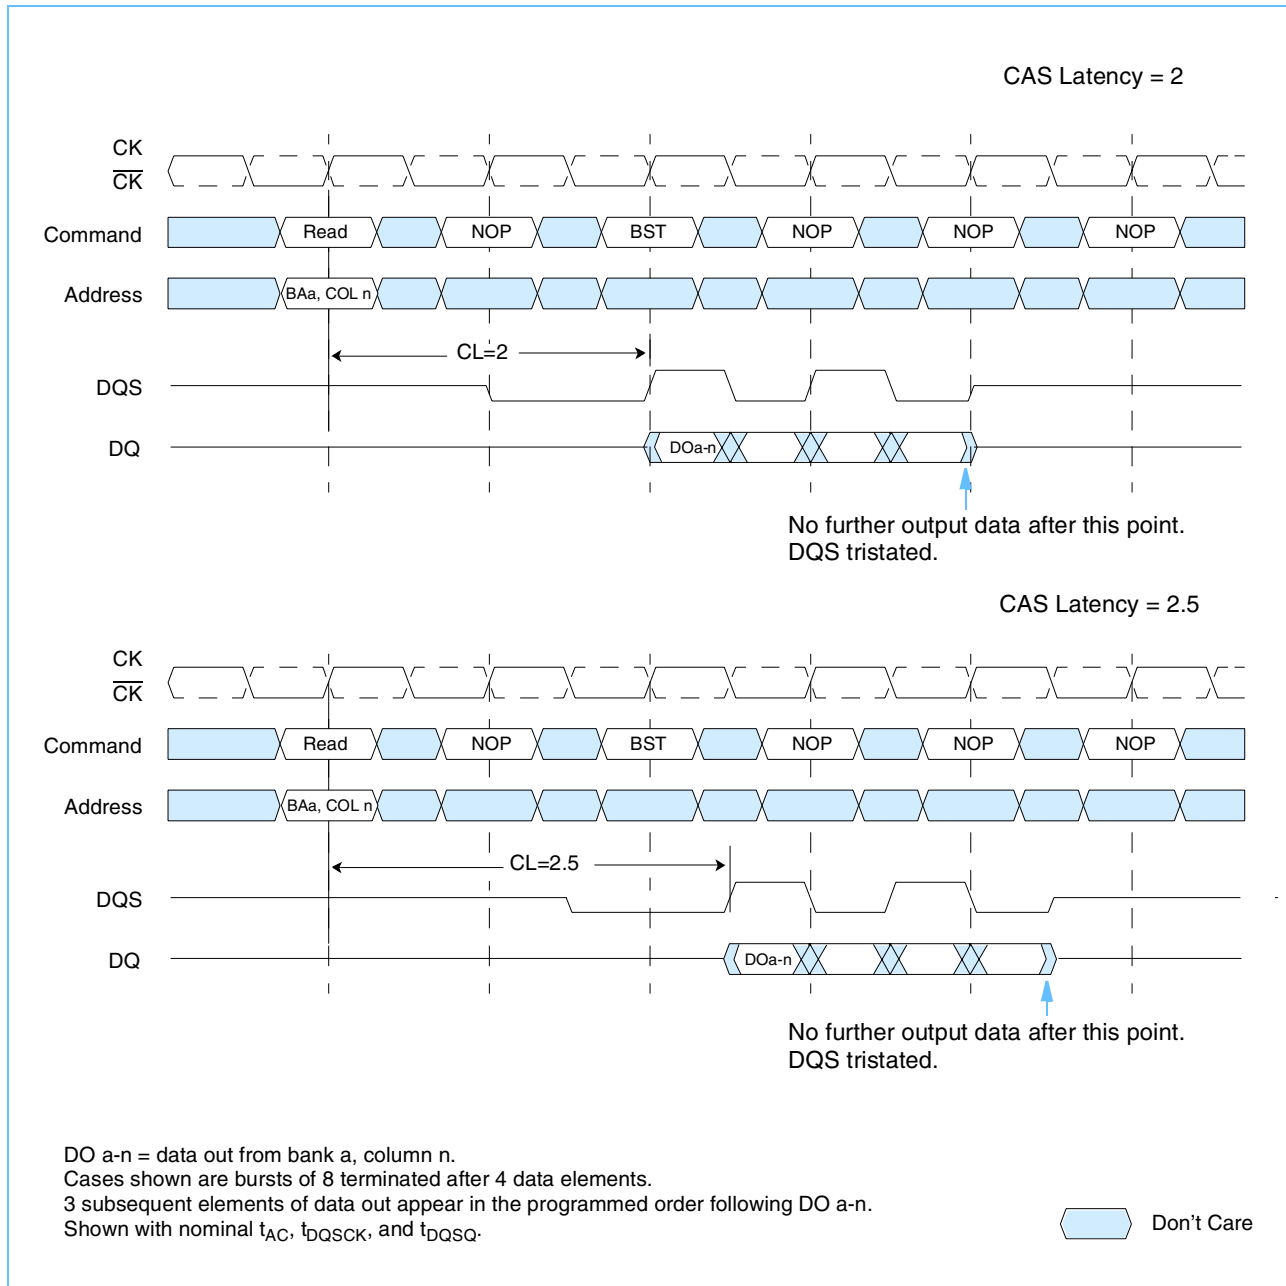 CAS Latency = 2
CK
CK
Command Read NOP BST NOP NOP NOP
Address BAa, COL n
CL=2
DQS
DQ DOa-n
No further output data after this point.
DQS tristated.
CAS Latency = 2.5
CK
CK
Command Read NOP BST NOP NOP NOP
Address BAa, COL n
CL=2.5
DQS
DQ DOa-n
No further output data after this point.
DQS tristated.
DO a-n = data out from bank a, column n.
Cases shown are bursts of 8 terminated after 4 data elements.
3 subsequent elements of data out appear in the programmed order following DO a-n.
Shown with nominal tAC, tDQSCK, and tDQSQ.
Don't Care